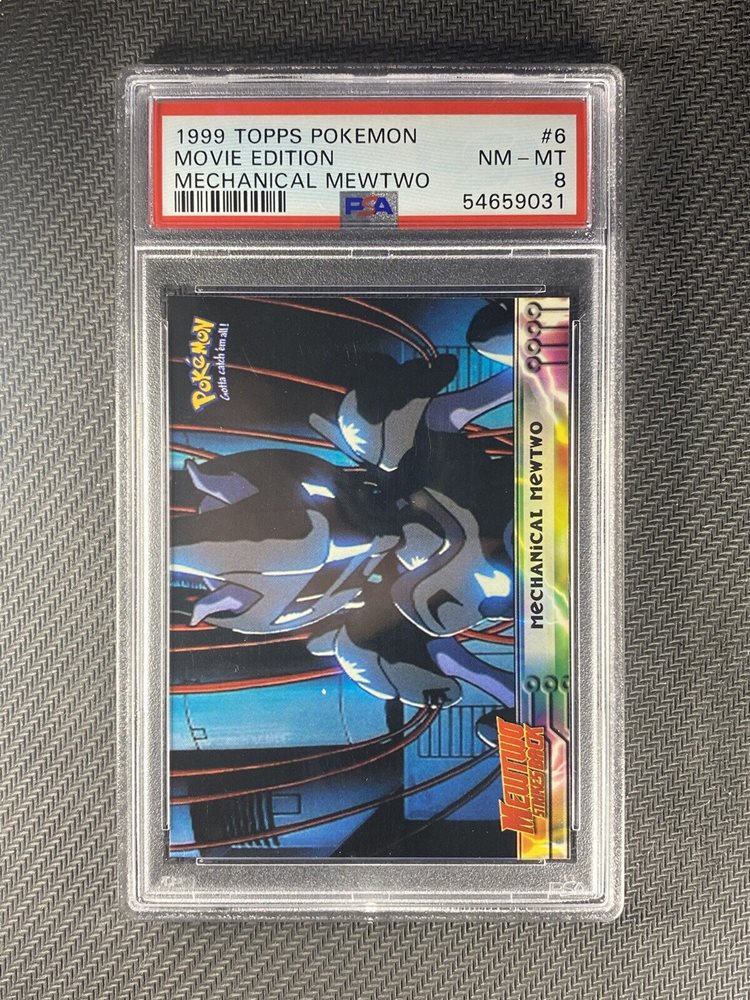 1999 TOPPS POKEMON #6
MOVIE EDITION NM – MT
MECHANICAL MEWTWO 8
PSA 54659031
POKéMON
Gotta catch 'em all!
MECHANICAL MEWTWO
MEWTWO
STRIKES BACK
PSA